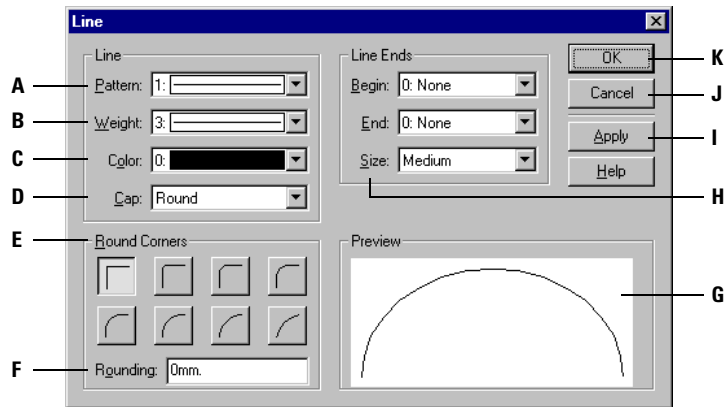 Line
Line
A
Pattern: 1:
B
Weight: 3:
C
Color: 0:
D
Cap: Round
Line Ends
Begin: 0: None
End: 0: None
Size: Medium
H
OK
K
Cancel
J
Apply
I
Help
E
Round Corners
F
Rounding: 0mm.
Preview
G